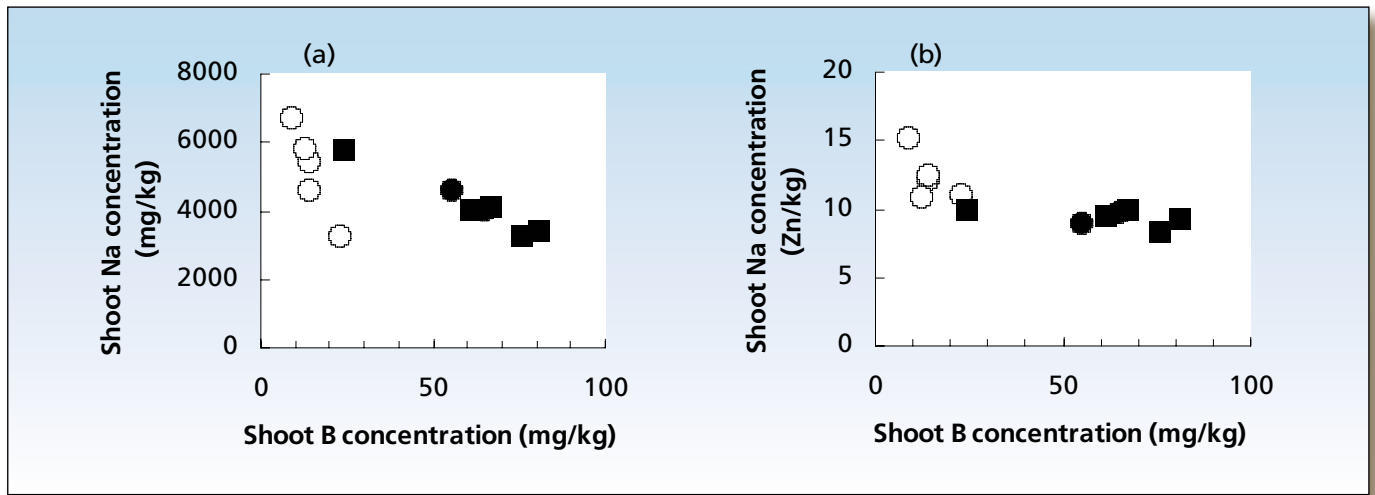 (a)
Shoot Na concentration
(mg/kg)
8000
6000
4000
2000
0
0 50 100
Shoot B concentration (mg/kg)
(b)
Shoot Na concentration
(Zn/kg)
20
15
10
5
0
0 50 100
Shoot B concentration (mg/kg)